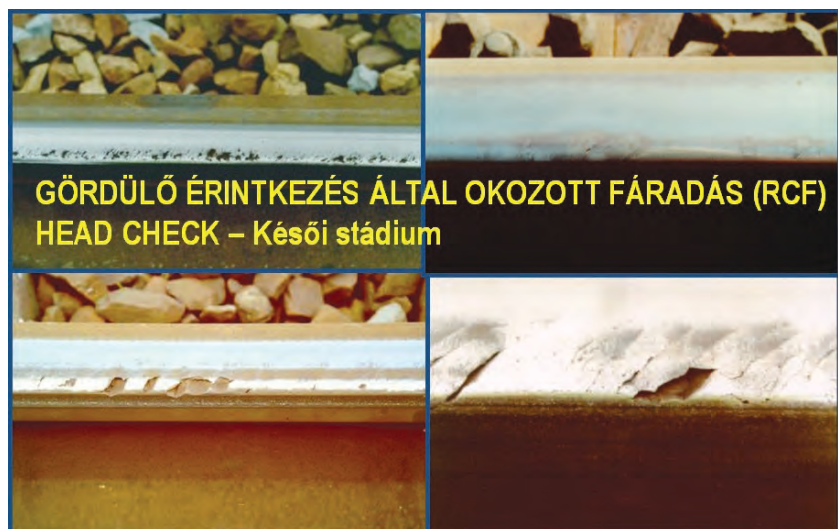 GÖRDÜLŐ ÉRINTKEZÉS ÁLTAL OKOZOTT FÁRADÁS (RCF)
HEAD CHECK – Késői stádium